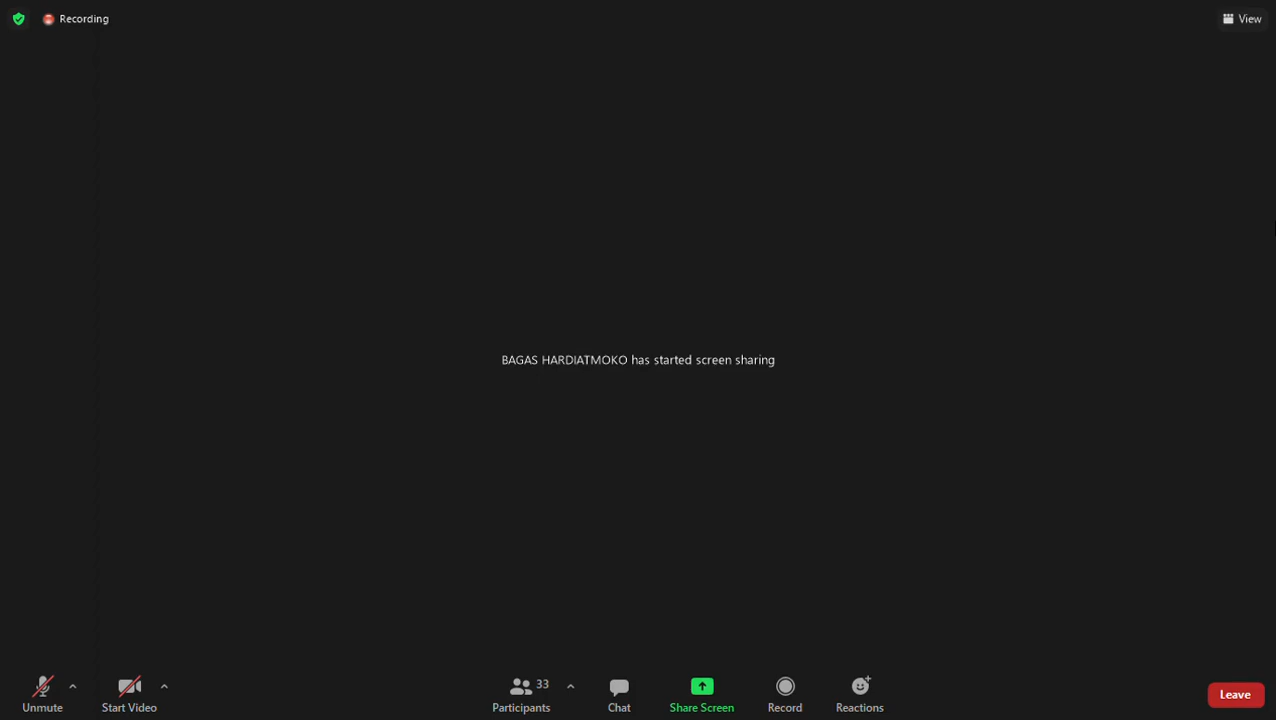 Recording
View
BAGAS HARDIATMOKO has started screen sharing
33
Unmute
Start Video
Participants
Chat
Share Screen
Record
Reactions
Leave